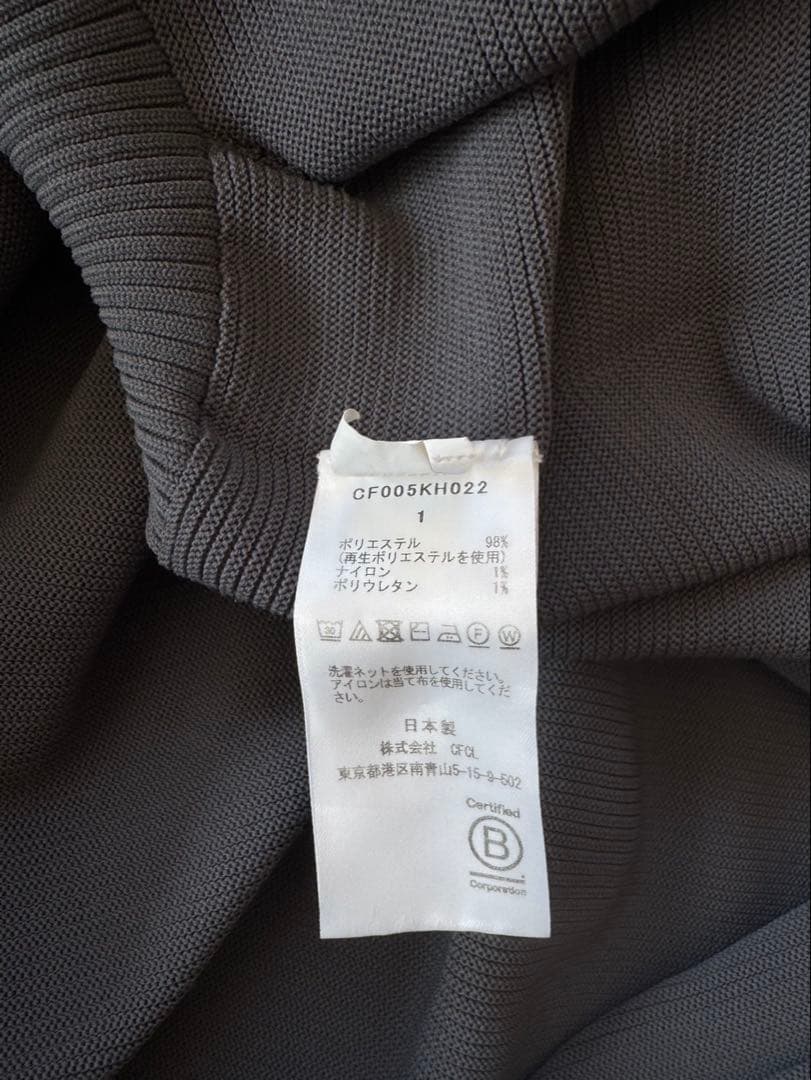 CF005KH022
1
ポリエステル 98%
(再生ポリエステルを使用)
ナイロン 1%
ポリウレタン 1%
30 F W
洗濯ネットを使用してください。
アイロンは当て布を使用してくだ
さい。
日本製
株式会社 CFCL
東京都港区南青山5-15-9-502
Certified
B
Corporation